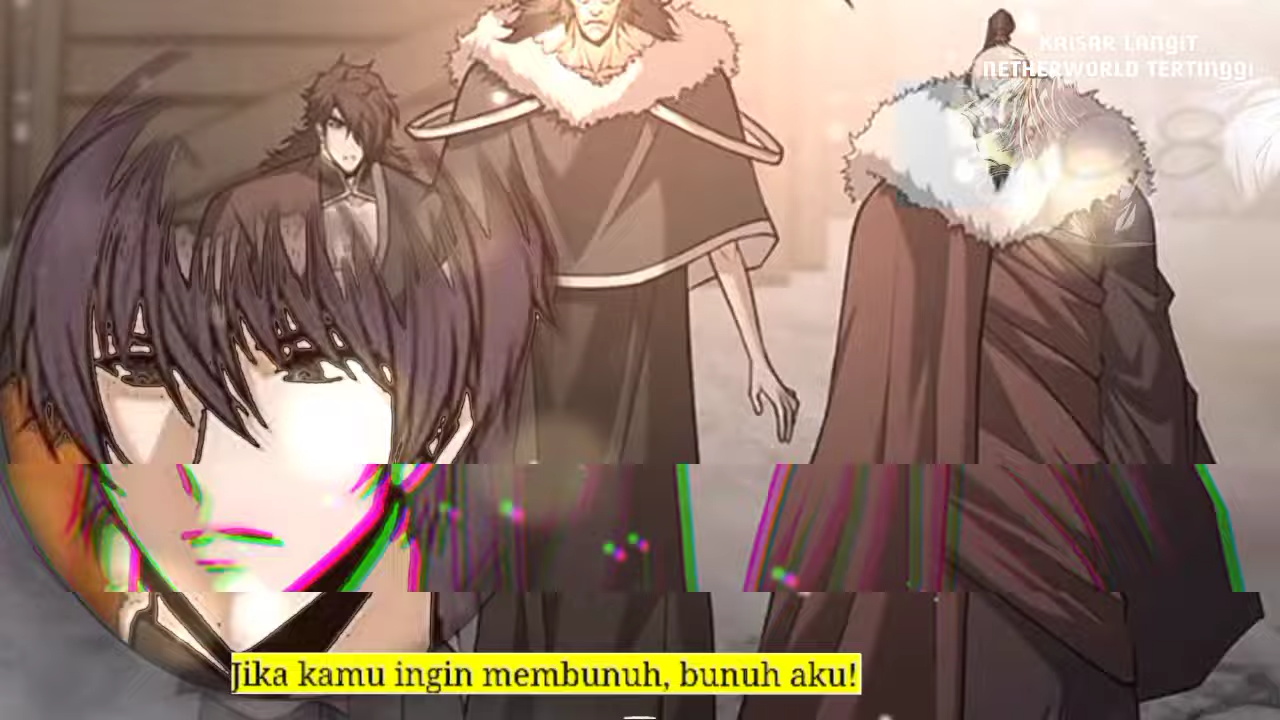 KAISAR LANGIT
NETHERWORLD TERTINGGI
Jika kamu ingin membunuh, bunuh aku!